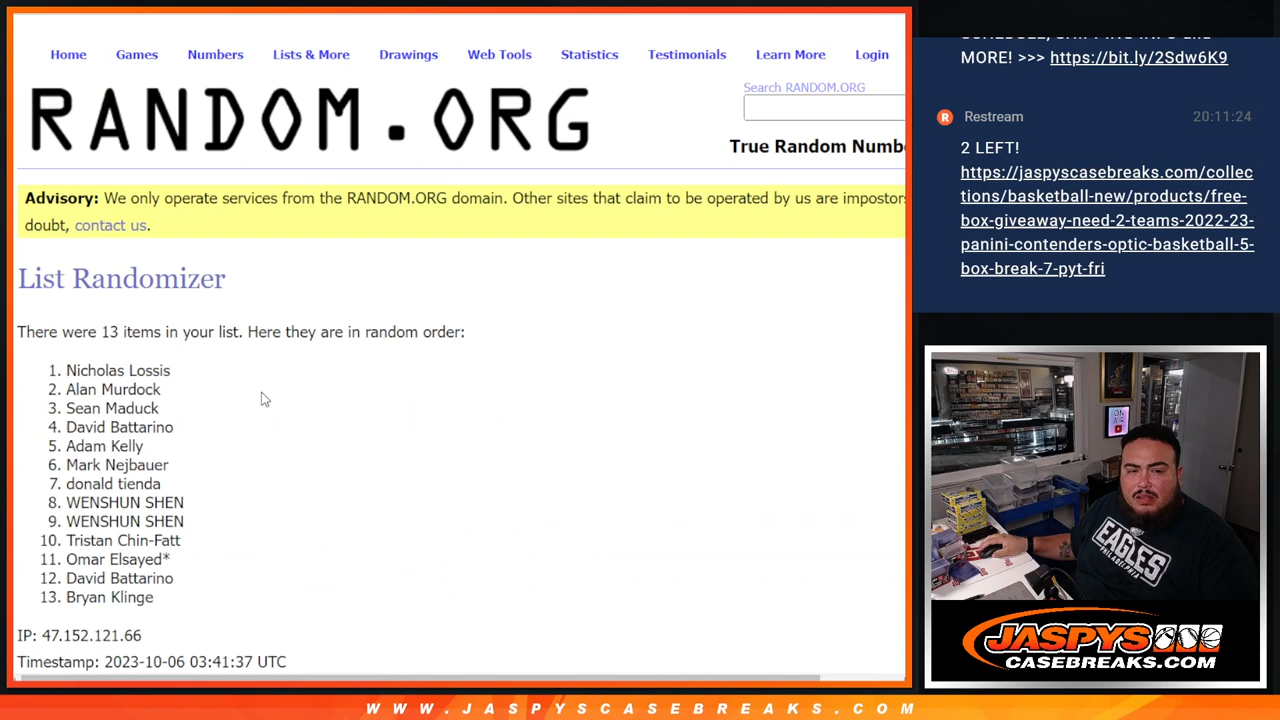 Home Games Numbers Lists & More Drawings Web Tools Statistics Testimonials Learn More Login
RANDOM.ORG
Search RANDOM.ORG
True Random Numb
Advisory: We only operate services from the RANDOM.ORG domain. Other sites that claim to be operated by us are impostors
doubt, contact us.
List Randomizer
There were 13 items in your list. Here they are in random order:
1. Nicholas Lossis
2. Alan Murdock
3. Sean Maduck
4. David Battarino
5. Adam Kelly
6. Mark Nejbauer
7. donald tienda
8. WENSHUN SHEN
9. WENSHUN SHEN
10. Tristan Chin-Fatt
11. Omar Elsayed*
12. David Battarino
13. Bryan Klinge
IP: 47.152.121.66
Timestamp: 2023-10-06 03:41:37 UTC
MORE! >>> https://bit.ly/2Sdw6K9
Restream 20:11:24
2 LEFT!
https://jaspyscasebreaks.com/collec
tions/basketball-new/products/free-
box-giveaway-need-2-teams-2022-23-
panini-contenders-optic-basketball-5-
box-break-7-pyt-fri
EAGLES
PHILADELPHIA
JASPYS
CASEBREAKS.COM
WWW.JASPYSCASEBREAKS.COM